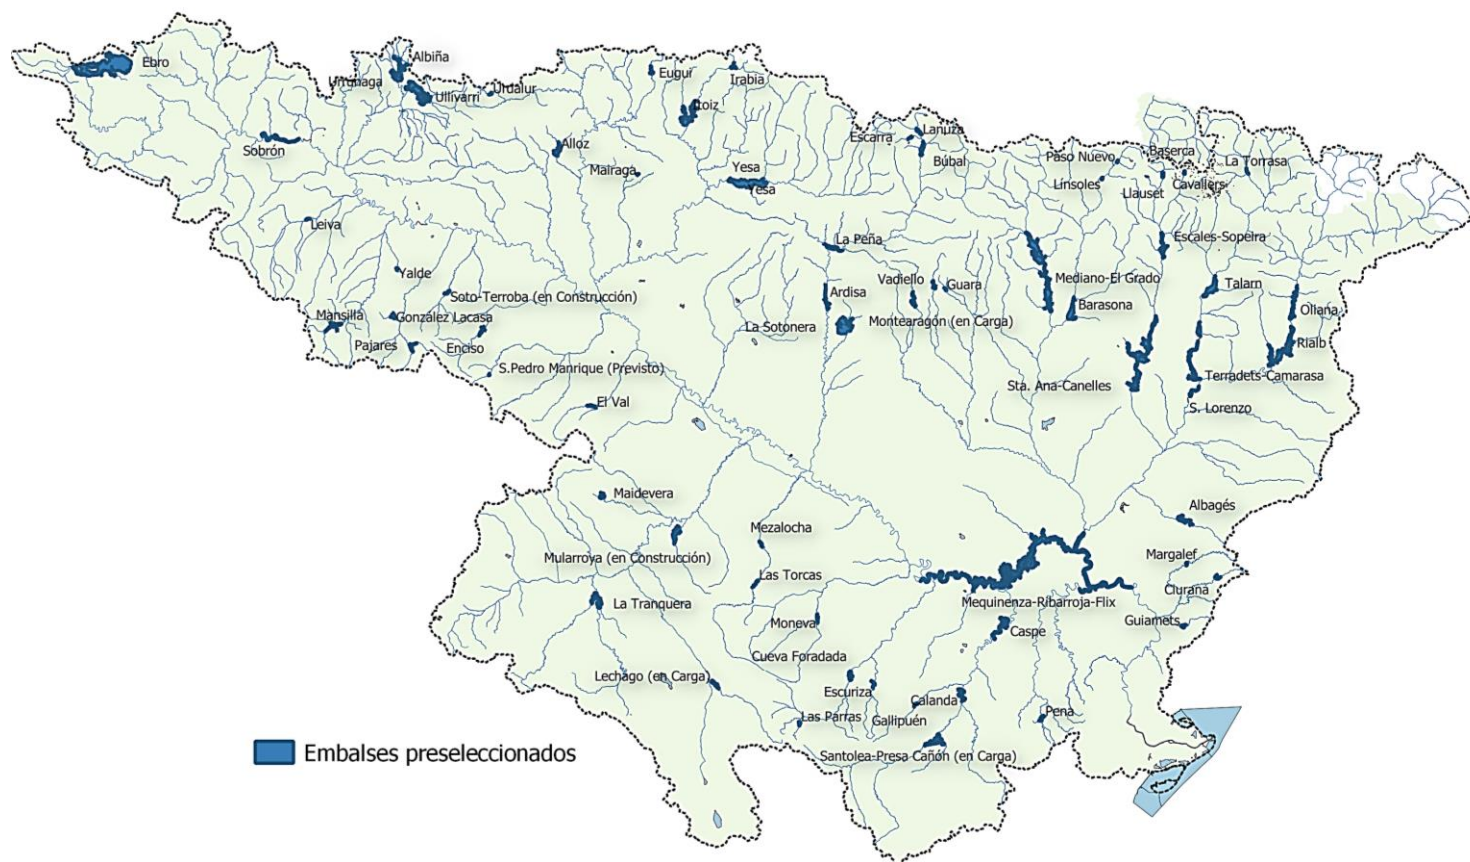 Ebro
Albiña
Urrunaga
Ullivarri
Urdalur
Eugui
Irabia
Itoiz
Sobrón
Alloz
Mairaga
Yesa
Yesa
Escarra
Lanuza
Búbal
Paso Nuevo
Baserca
La Torrasa
Linsoles
Llauset
Cavallers
Leiva
La Peña
Escales-Sopeira
Yalde
Soto-Terroba (en Construcción)
Ardisa
Vadiello
Guara
Mediano-El Grado
Talarn
Mansilla
González Lacasa
La Sotonera
Montearagón (en Carga)
Barasona
Oliana
Pajares
Enciso
Rialb
S.Pedro Manrique (Previsto)
Sta. Ana-Canelles
Terradets-Camarasa
El Val
S. Lorenzo
Maidevera
Albagés
Mezalocha
Mularroya (en Construcción)
Margalef
Las Torcas
Ciurana
La Tranquera
Mequinenza-Ribarroja-Flix
Moneva
Caspe
Guiamets
Cueva Foradada
Lechago (en Carga)
Escuriza
Calanda
Las Parras
Gallipuén
Pena
Santolea-Presa Cañón (en Carga)
Embalses preseleccionados